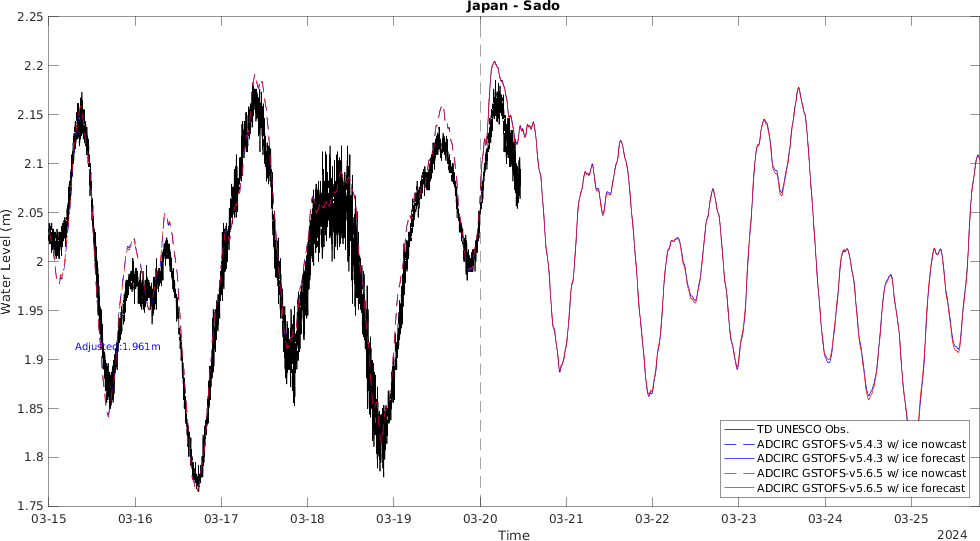 Japan - Sado
2.25
2.2
2.15
2.1
2.05
2
1.95
1.9
1.85
1.8
1.75
Water Level (m)
Adjusted:1.961m
TD UNESCO Obs.
ADCIRC GSTOFS-v5.4.3 w/ ice nowcast
ADCIRC GSTOFS-v5.4.3 w/ ice forecast
ADCIRC GSTOFS-v5.6.5 w/ ice nowcast
ADCIRC GSTOFS-v5.6.5 w/ ice forecast
03-15 03-16 03-17 03-18 03-19 03-20 03-21 03-22 03-23 03-24 03-25
Time
2024